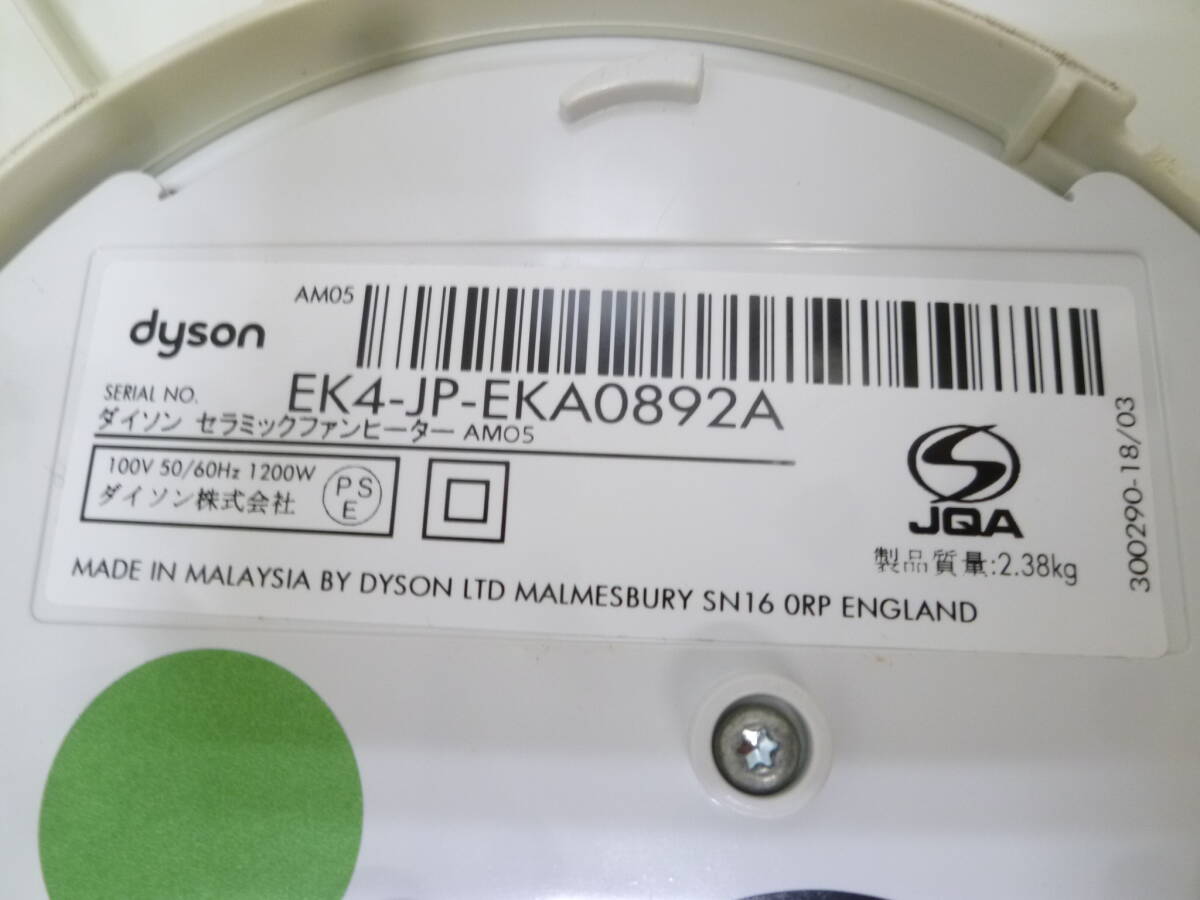 AM05
dyson
SERIAL NO. EK4-JP-EKA0892A
ダイソン セラミックファンヒーター AM05
100V 50/60Hz 1200W
ダイソン株式会社
PS
E
JQA
製品質量:2.38kg
MADE IN MALAYSIA BY DYSON LTD MALMESBURY SN16 0RP ENGLAND
300290-18/03